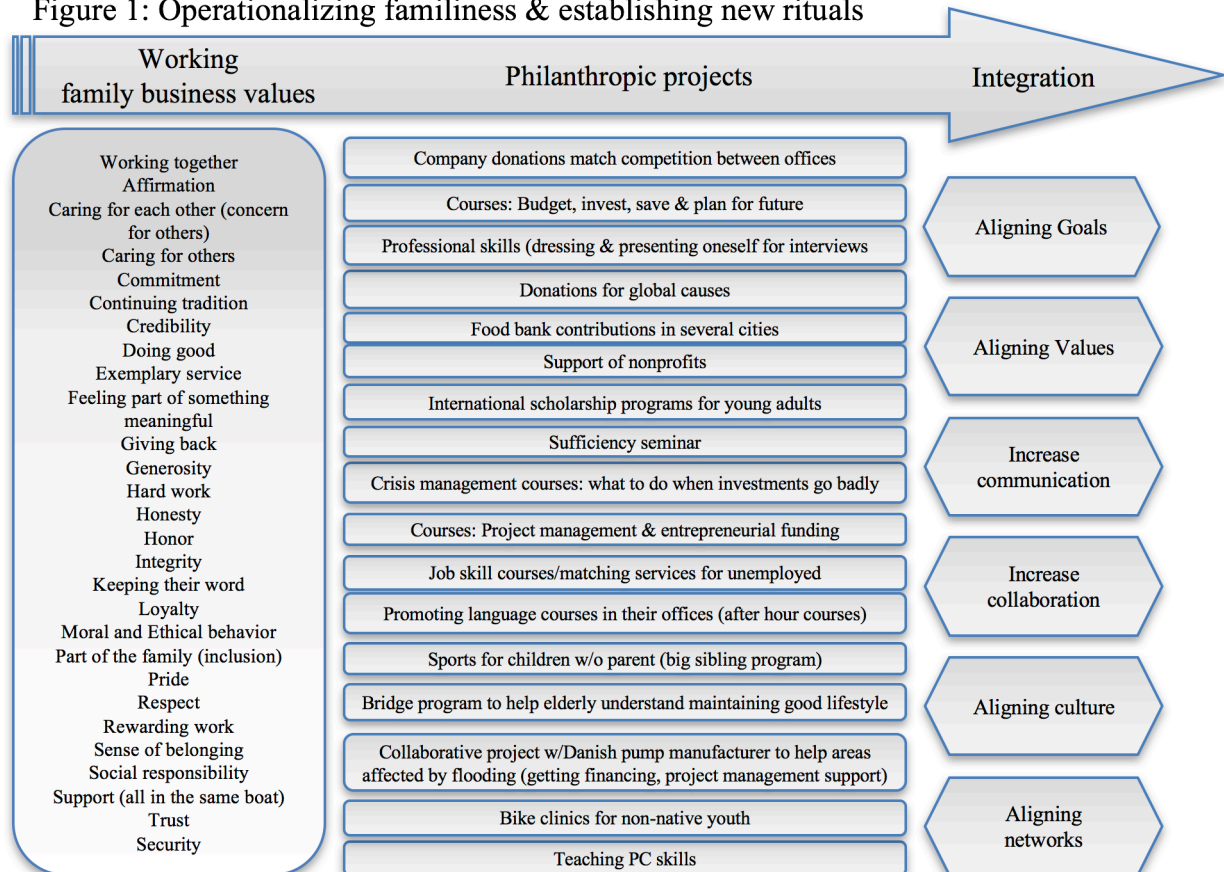 Figure 1: Operationalizing familiness & establishing new rituals
Working
family business values
Philanthropic projects
Integration
Working together
Affirmation
Caring for each other (concern
for others)
Caring for others
Commitment
Continuing tradition
Credibility
Doing good
Exemplary service
Feeling part of something
meaningful
Giving back
Generosity
Hard work
Honesty
Honor
Integrity
Keeping their word
Loyalty
Moral and Ethical behavior
Part of the family (inclusion)
Pride
Respect
Rewarding work
Sense of belonging
Social responsibility
Support (all in the same boat)
Trust
Security
Company donations match competition between offices
Courses: Budget, invest, save & plan for future
Professional skills (dressing & presenting oneself for interviews
Donations for global causes
Food bank contributions in several cities
Support of nonprofits
International scholarship programs for young adults
Sufficiency seminar
Crisis management courses: what to do when investments go badly
Courses: Project management & entrepreneurial funding
Job skill courses/matching services for unemployed
Promoting language courses in their offices (after hour courses)
Sports for children w/o parent (big sibling program)
Bridge program to help elderly understand maintaining good lifestyle
Collaborative project w/Danish pump manufacturer to help areas
affected by flooding (getting financing, project management support)
Bike clinics for non-native youth
Teaching PC skills
Aligning Goals
Aligning Values
Increase
communication
Increase
collaboration
Aligning culture
Aligning
networks